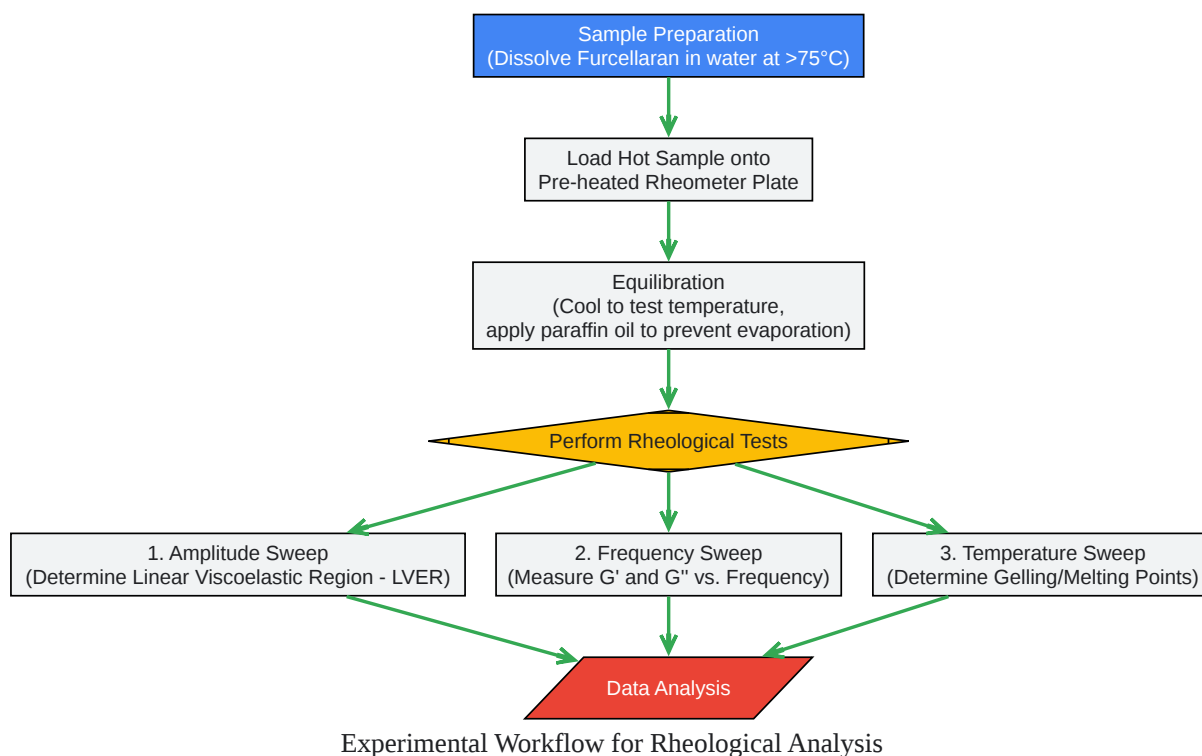 Sample Preparation
(Dissolve Furcellaran in water at >75°C)
Load Hot Sample onto
Pre-heated Rheometer Plate
Equilibration
(Cool to test temperature,
apply paraffin oil to prevent evaporation)
Perform Rheological Tests
1. Amplitude Sweep
(Determine Linear Viscoelastic Region - LVER)
2. Frequency Sweep
(Measure G' and G'' vs. Frequency)
3. Temperature Sweep
(Determine Gelling/Melting Points)
Data Analysis
Experimental Workflow for Rheological Analysis